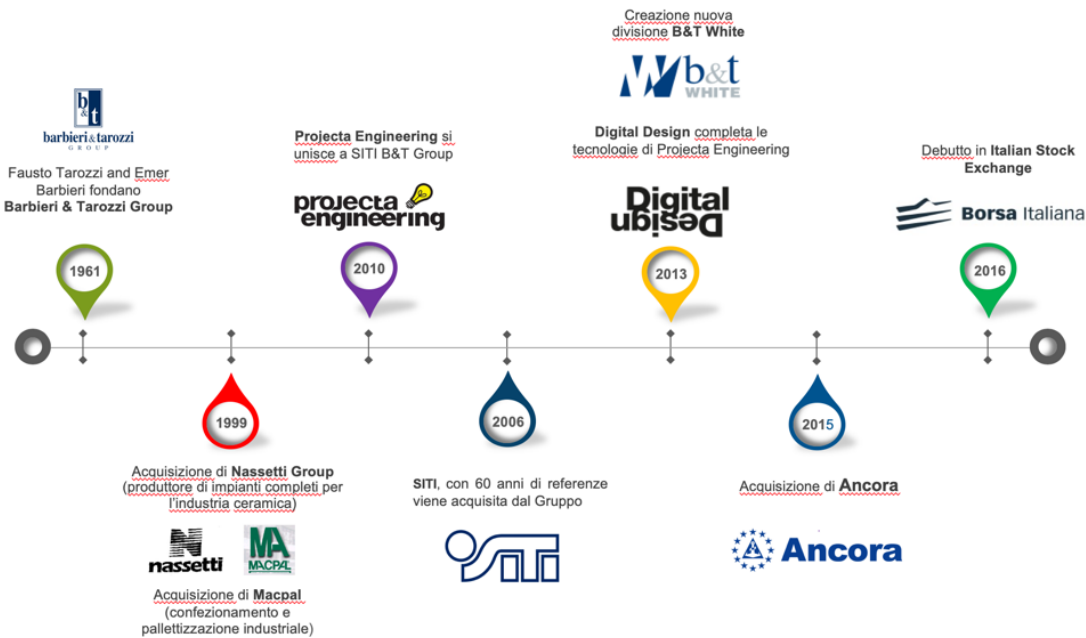 Creazione nuova
divisione B&T White
b&t
WHITE
b
&
t
barbieri & tarozzi
GROUP
Fausto Tarozzi and Emer
Barbieri fondano
Barbieri & Tarozzi Group
1961
Projecta Engineering si
unisce a SITI B&T Group
projecta
engineering
2010
Digital Design completa le
tecnologie di Projecta Engineering
Digital
Design
2013
Debutto in Italian Stock
Exchange
Borsa Italiana
2016
1999
Acquisizione di Nassetti Group
(produttore di impianti completi per
l'industria ceramica)
N
nassetti
MA
MACPAL
Acquisizione di Macpal
(confezionamento e
pallettizzazione industriale)
2006
SITI, con 60 anni di referenze
viene acquisita dal Gruppo
SITI
2015
Acquisizione di Ancora
Ancora